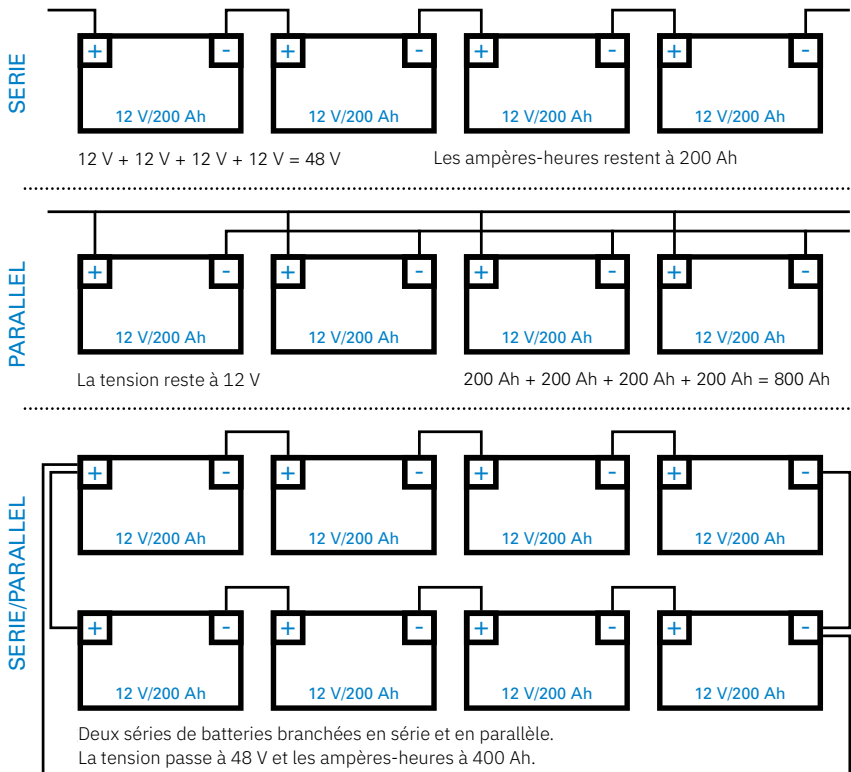 SERIE
+ - + - + - + -
12 V/200 Ah 12 V/200 Ah 12 V/200 Ah 12 V/200 Ah
12 V + 12 V + 12 V + 12 V = 48 V Les ampères-heures restent à 200 Ah
PARALLEL
+ - + - + - + -
12 V/200 Ah 12 V/200 Ah 12 V/200 Ah 12 V/200 Ah
La tension reste à 12 V 200 Ah + 200 Ah + 200 Ah + 200 Ah = 800 Ah
SERIE/PARALLEL
+ - + - + - + -
12 V/200 Ah 12 V/200 Ah 12 V/200 Ah 12 V/200 Ah
+ - + - + - + -
12 V/200 Ah 12 V/200 Ah 12 V/200 Ah 12 V/200 Ah
Deux séries de batteries branchées en série et en parallèle.
La tension passe à 48 V et les ampères-heures à 400 Ah.